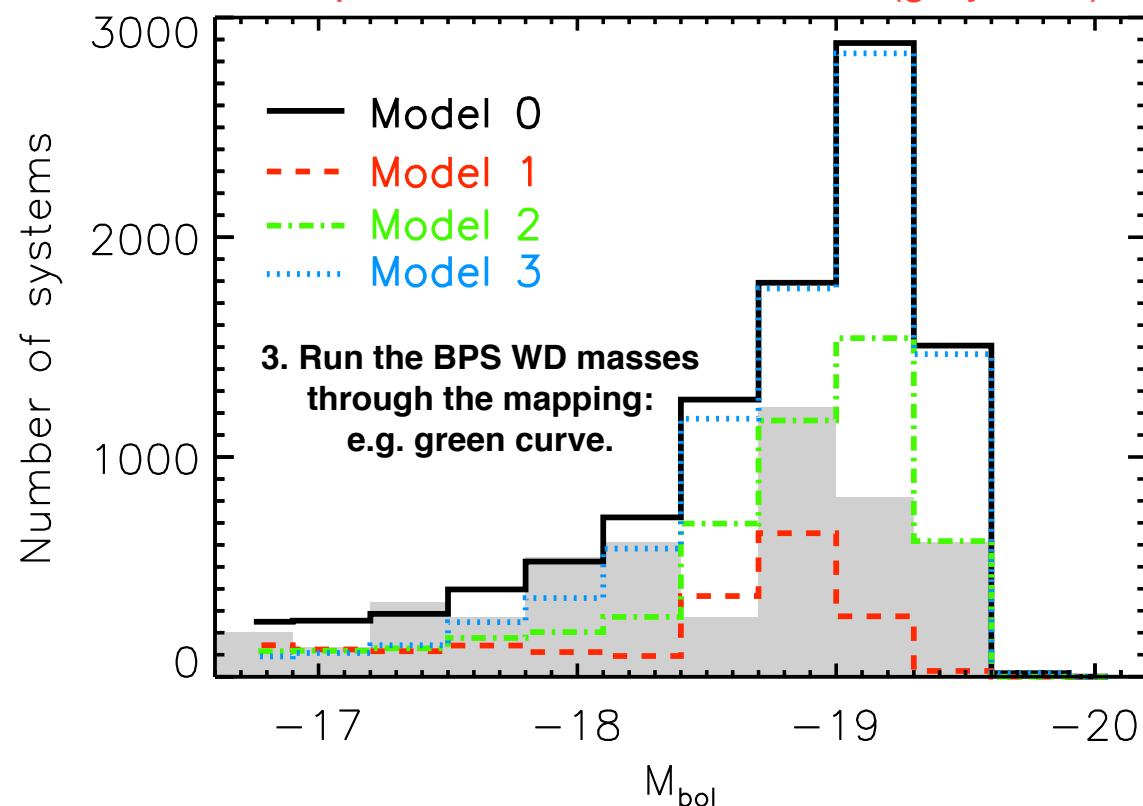 3000
2000
1000
0
Number of systems
Model 0
Model 1
Model 2
Model 3
3. Run the BPS WD masses
through the mapping:
e.g. green curve.
−17
−18
−19
−20
M_bol